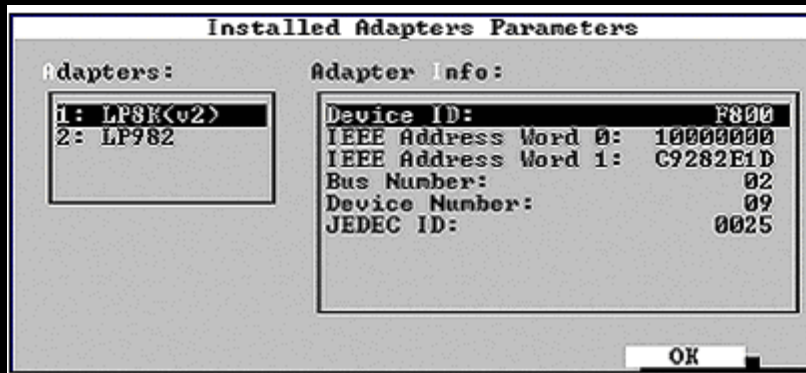 Installed Adapters Parameters
Adapters: Adapter Info:
1: LP8K(v2) Device ID: F800
2: LP982 IEEE Address Word 0: 10000000
IEEE Address Word 1: C9282E1D
Bus Number: 02
Device Number: 09
JEDEC ID: 0025
OK